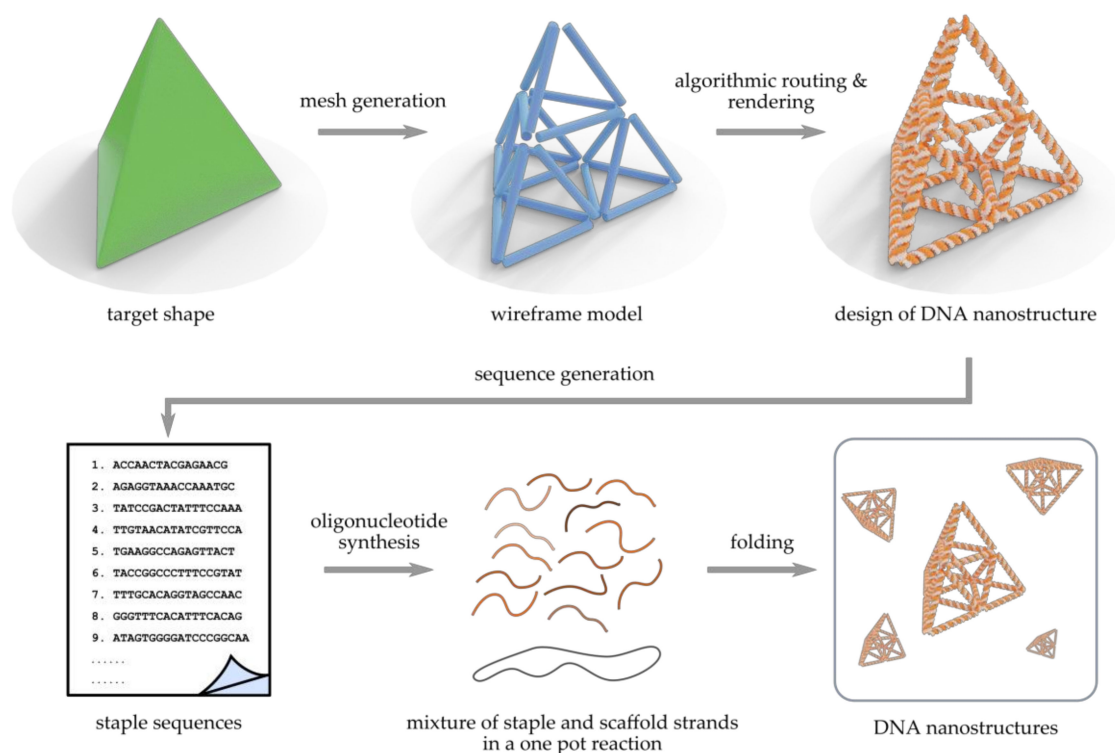 mesh generation
algorithmic routing &
rendering
target shape
wireframe model
design of DNA nanostructure
sequence generation
1. ACCAACTACGAGAACG
2. AGAGGTAAACCAAATGC
3. TATCCGACTATTTCCAAA
4. TTGTAACATATCGTTCCA
5. TGAAGGCCAGAGTTACT
6. TACCGGCCCTTTCCGTAT
7. TTTGCACAGGTAGCCAAC
8. GGGTTTCACATTTCACAG
9. ATAGTGGGGATCCCGGCAA
......
......
oligonucleotide
synthesis
folding
staple sequences
mixture of staple and scaffold strands
in a one pot reaction
DNA nanostructures